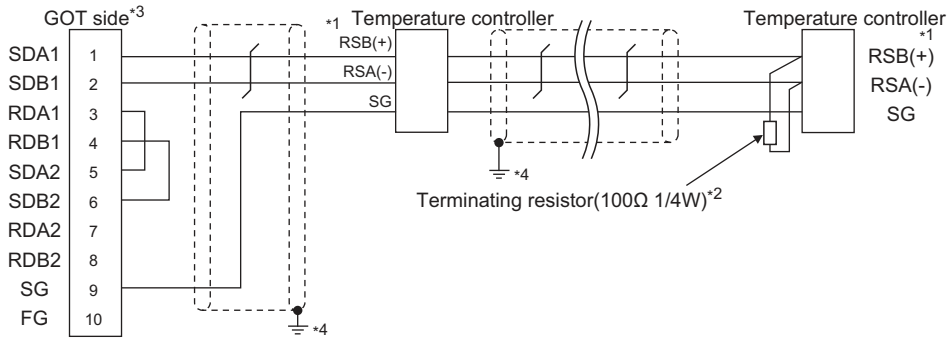 GOT side*3
*1 Temperature controller
Temperature controller
*1
SDA1 1 RSB(+) RSB(+)
SDB1 2 RSA(-) RSA(-)
RDA1 3 SG SG
RDB1 4
SDA2 5
SDB2 6
RDA2 7
RDB2 8
SG 9
FG 10
*4
*4
Terminating resistor(100Ω 1/4W)*2